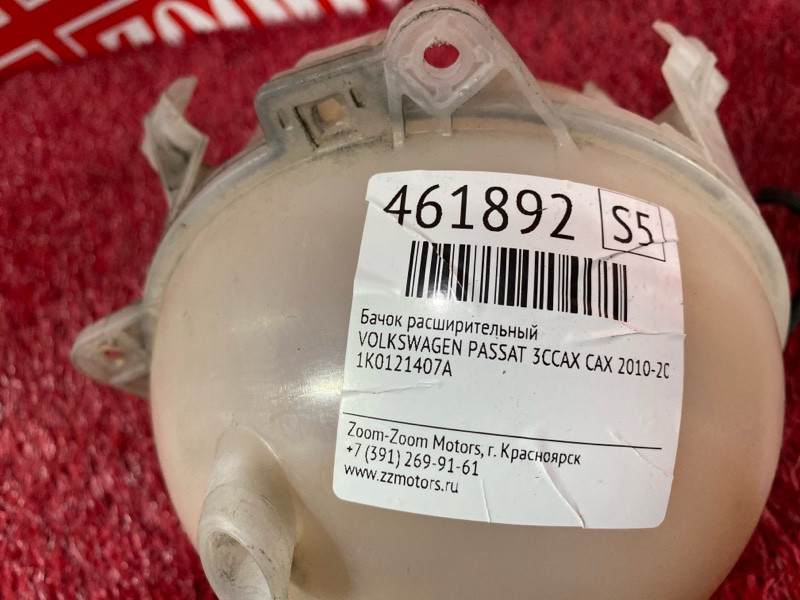 461892 S5
Бачок расширительный
VOLKSWAGEN PASSAT 3CCAX CAX 2010-20
1K0121407A
Zoom-Zoom Motors, г. Красноярск
+7 (391) 269-91-61
www.zzmotors.ru